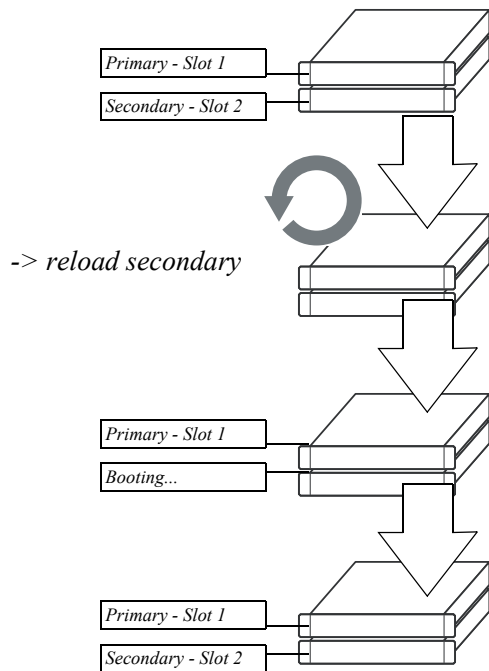 Primary - Slot 1
Secondary - Slot 2
-> reload secondary
Primary - Slot 1
Booting...
Primary - Slot 1
Secondary - Slot 2